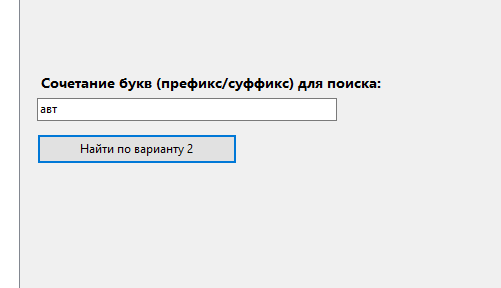 Сочетание букв (префикс/суффикс) для поиска:
авт
Найти по варианту 2